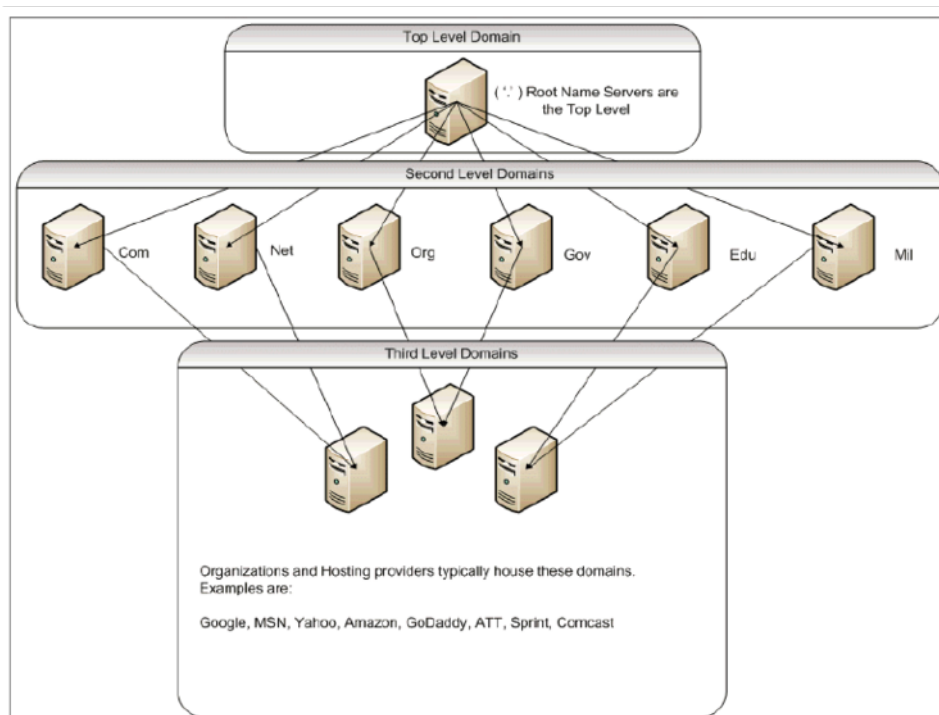 Top Level Domain
( '.' ) Root Name Servers are
the Top Level
Second Level Domains
Com
Net
Org
Gov
Edu
Mil
Third Level Domains
Organizations and Hosting providers typically house these domains.
Examples are:
Google, MSN, Yahoo, Amazon, GoDaddy, ATT, Sprint, Comcast